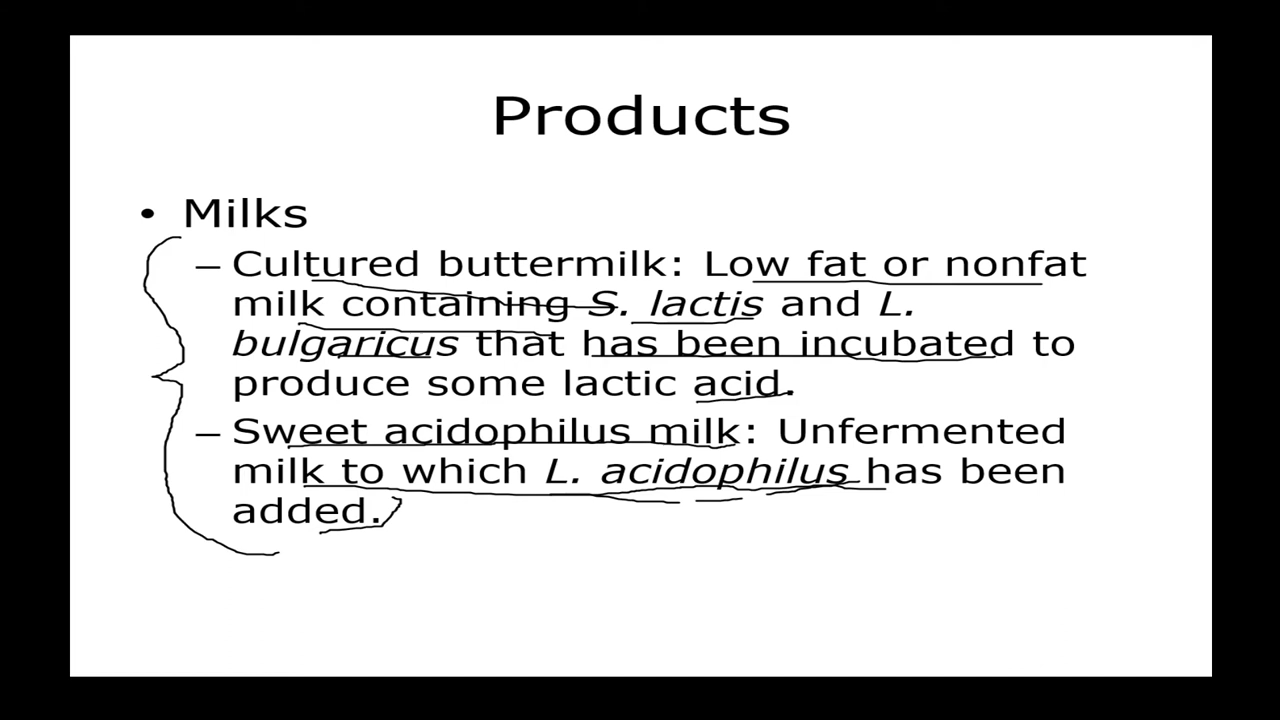 Products
• Milks
– Cultured buttermilk: Low fat or nonfat
milk containing S. lactis and L.
bulgaricus that has been incubated to
produce some lactic acid.
– Sweet acidophilus milk: Unfermented
milk to which L. acidophilus has been
added.